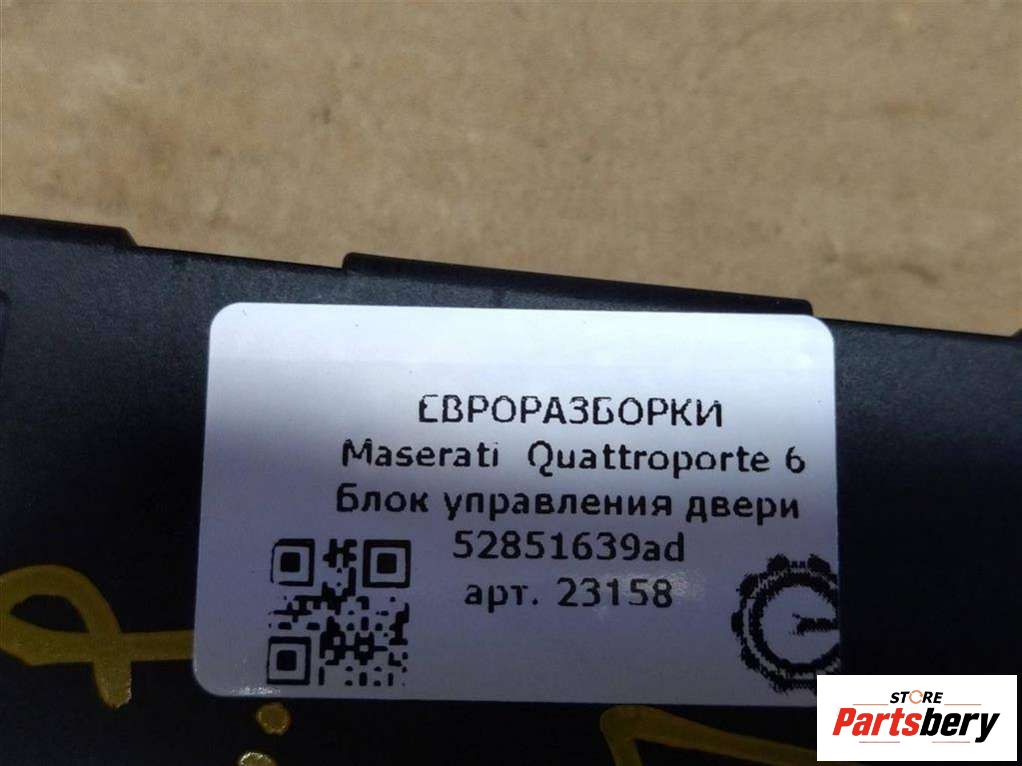 ЕВРОРАЗБОРКИ
Maserati Quattroporte 6
Блок управления двери
52851639ad
арт. 23158
STORE
Partsbery